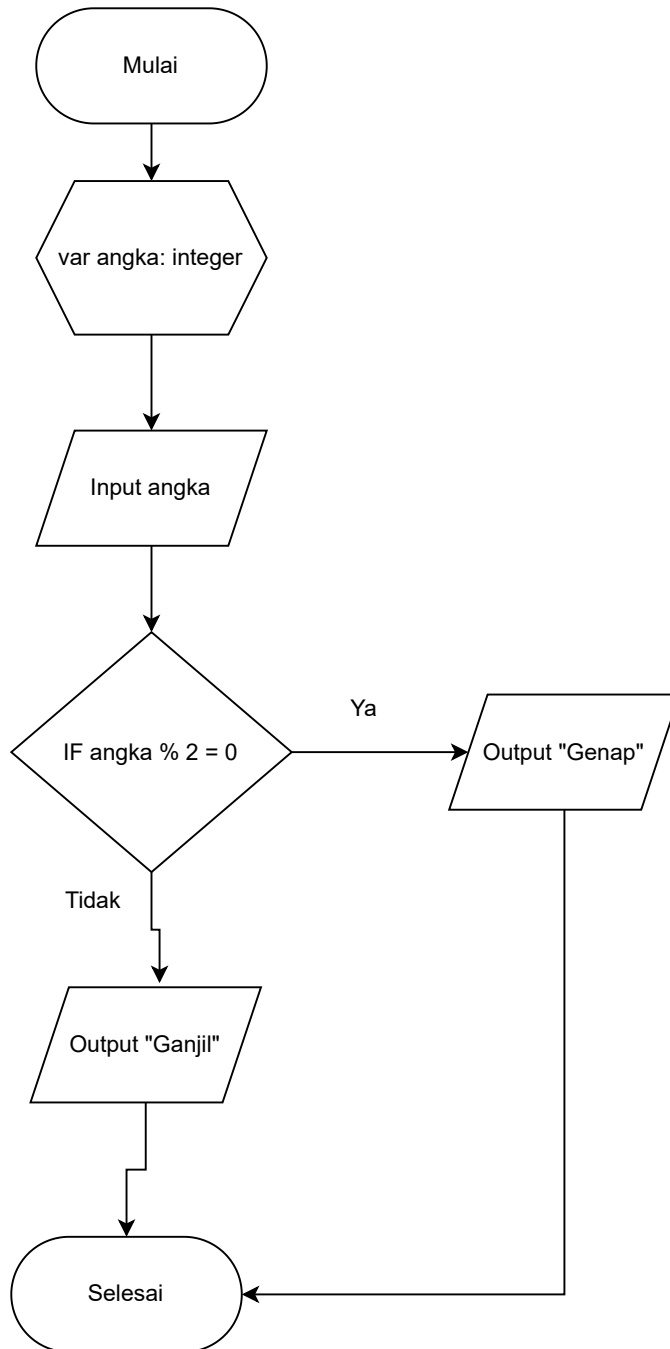 Mulai
var angka: integer
Input angka
IF angka % 2 = 0
Ya
Output "Genap"
Tidak
Output "Ganjil"
Selesai